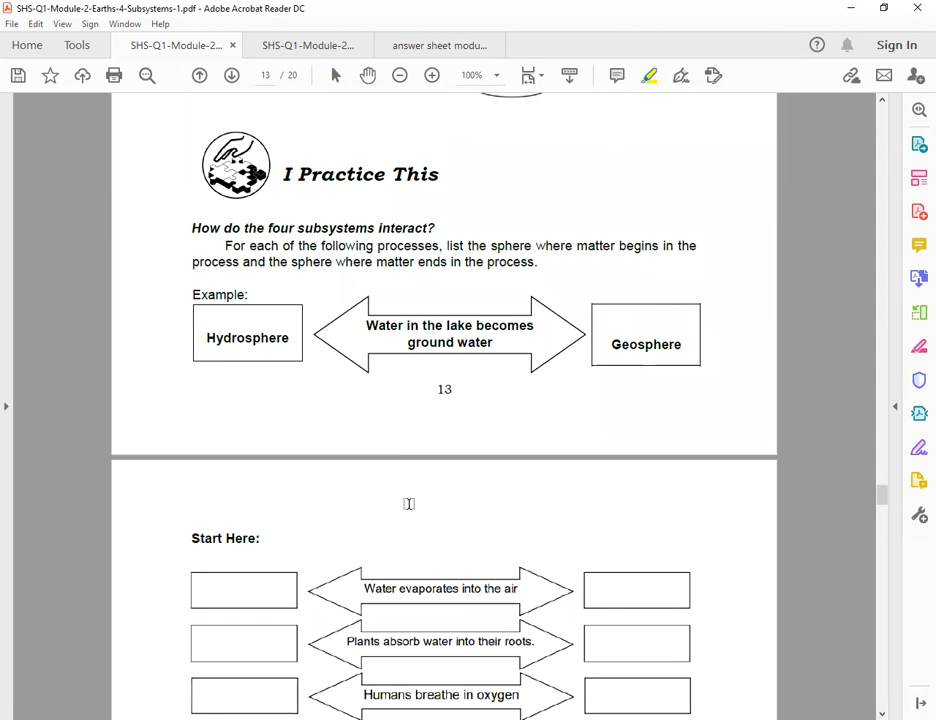 SHS-Q1-Module-2-Earths-4-Subsystems-1.pdf - Adobe Acrobat Reader DC
File Edit View Sign Window Help
Home Tools SHS-Q1-Module-2... × SHS-Q1-Module-2... answer sheet modu... Sign In
13 / 20 100%
I Practice This
How do the four subsystems interact?
For each of the following processes, list the sphere where matter begins in the
process and the sphere where matter ends in the process.
Example:
Hydrosphere
Water in the lake becomes
ground water
Geosphere
13
Start Here:
Water evaporates into the air
Plants absorb water into their roots.
Humans breathe in oxygen